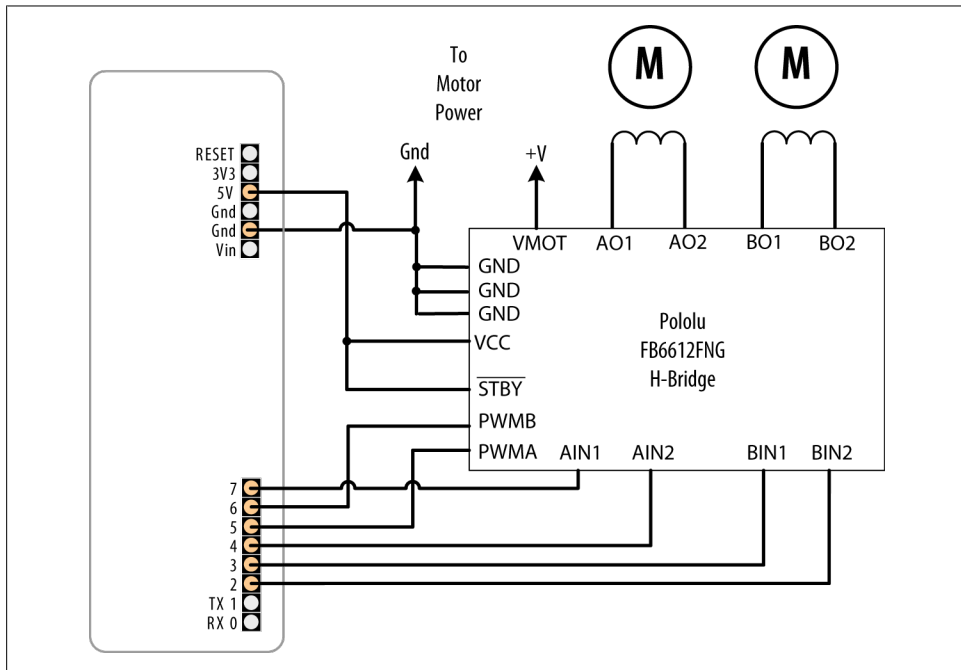 To
Motor
Power
M
M
Gnd
+V
RESET
3V3
5V
Gnd
Gnd
Vin
VMOT
AO1
AO2
BO1
BO2
GND
GND
GND
VCC
STBY
PWMB
PWMA
Pololu
FB6612FNG
H-Bridge
AIN1
AIN2
BIN1
BIN2
7
6
5
4
3
2
TX 1
RX 0